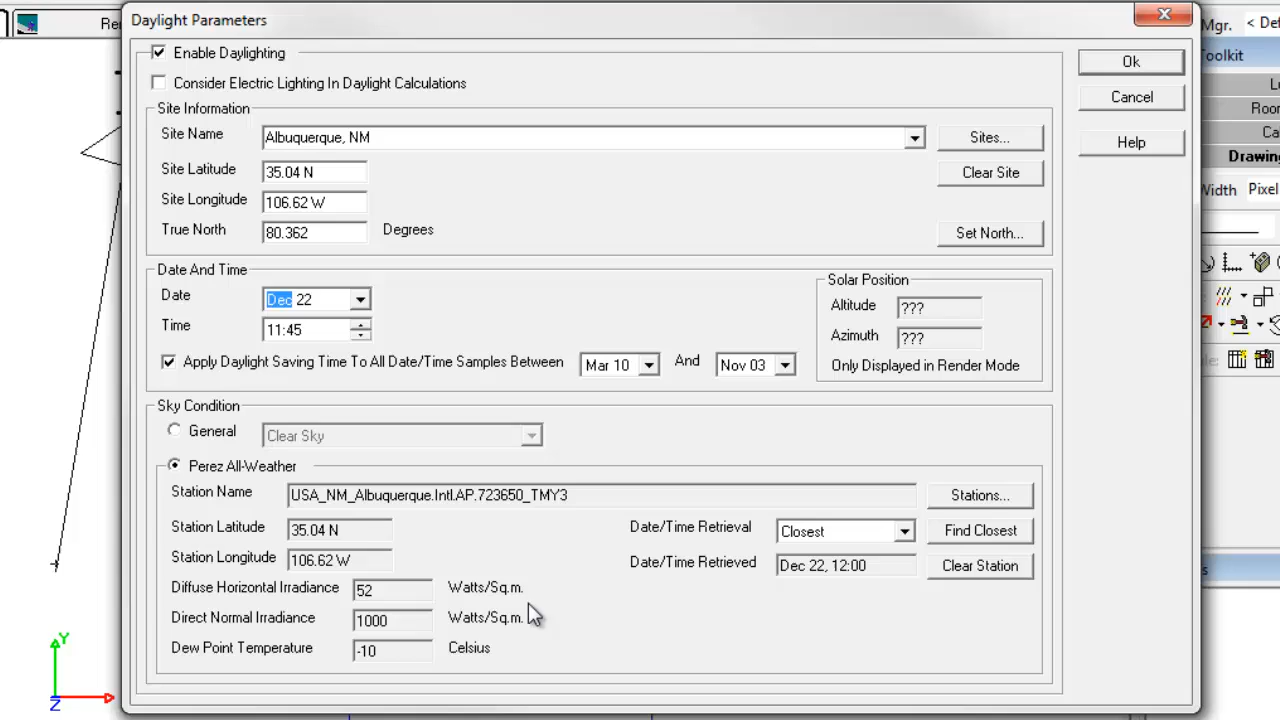 Daylight Parameters
Enable Daylighting
Consider Electric Lighting In Daylight Calculations
Ok
Cancel
Help
Site Information
Site Name Albuquerque, NM Sites...
Site Latitude 35.04 N Clear Site
Site Longitude 106.62 W
True North 80.362 Degrees Set North...
Date And Time
Date Dec 22
Time 11:45
Apply Daylight Saving Time To All Date/Time Samples Between Mar 10 And Nov 03
Solar Position
Altitude ???
Azimuth ???
Only Displayed in Render Mode
Sky Condition
General Clear Sky
Perez All-Weather
Station Name USA_NM_Albuquerque.Intl.AP.723650_TMY3 Stations...
Station Latitude 35.04 N Date/Time Retrieval Closest Find Closest
Station Longitude 106.62 W Date/Time Retrieved Dec 22, 12:00 Clear Station
Diffuse Horizontal Irradiance 52 Watts/Sq.m.
Direct Normal Irradiance 1000 Watts/Sq.m.
Dew Point Temperature -10 Celsius
Mgr.
Drawing
Width Pixel
Y
Z